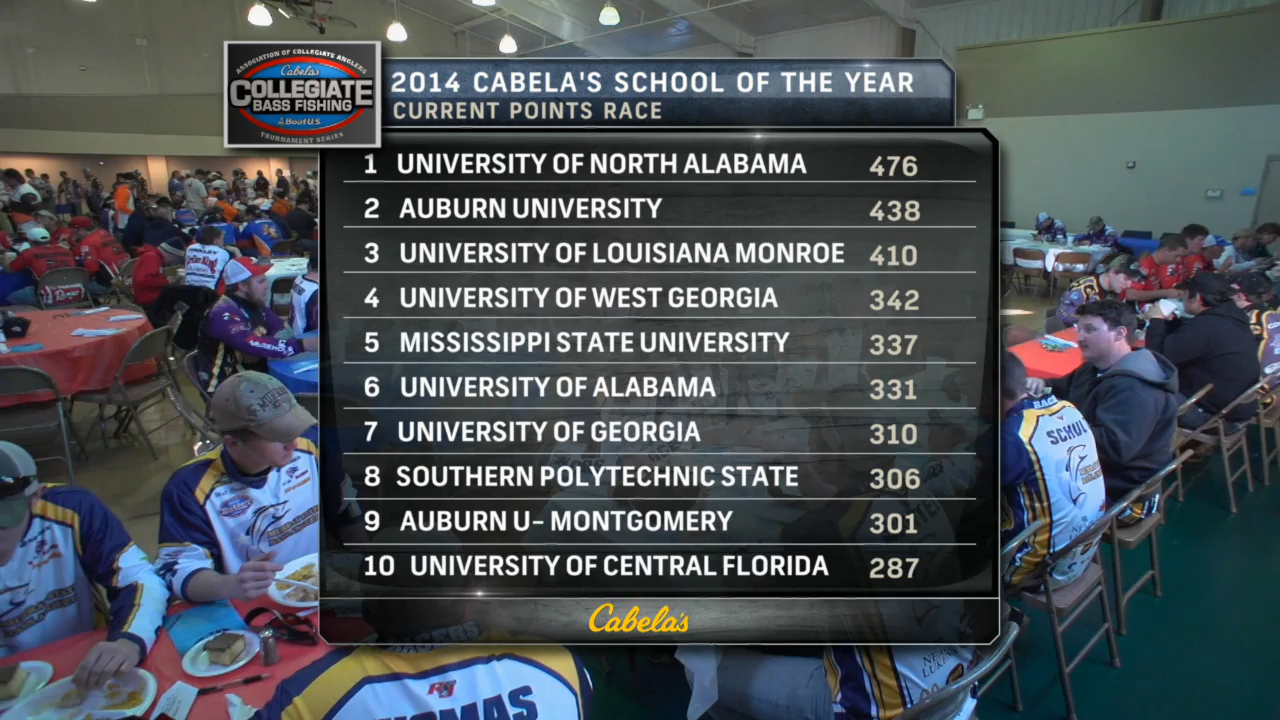 ASSOCIATION OF COLLEGIATE ANGLERS
Cabela's
COLLEGIATE
BASS FISHING
BoatU.S.
TOURNAMENT SERIES
2014 CABELA'S SCHOOL OF THE YEAR
CURRENT POINTS RACE
1 UNIVERSITY OF NORTH ALABAMA 476
2 AUBURN UNIVERSITY 438
3 UNIVERSITY OF LOUISIANA MONROE 410
4 UNIVERSITY OF WEST GEORGIA 342
5 MISSISSIPPI STATE UNIVERSITY 337
6 UNIVERSITY OF ALABAMA 331
7 UNIVERSITY OF GEORGIA 310
8 SOUTHERN POLYTECHNIC STATE 306
9 AUBURN U- MONTGOMERY 301
10 UNIVERSITY OF CENTRAL FLORIDA 287
Cabela's
SCHUL
THOMAS